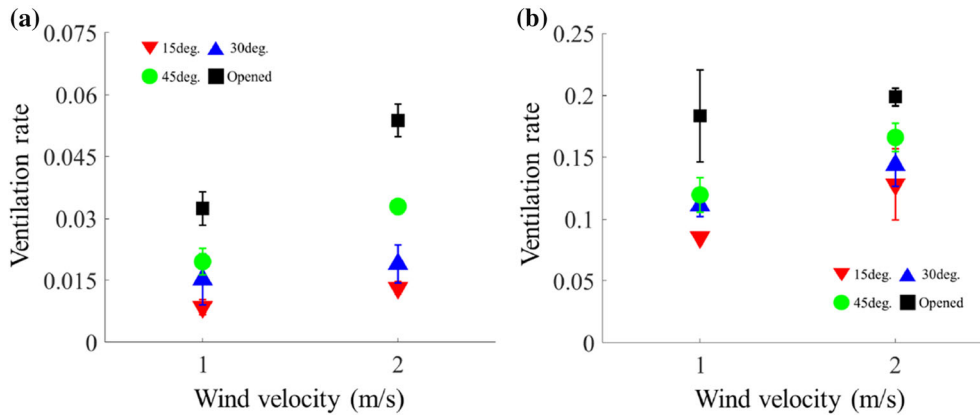 (a)
0.075
0.06
0.045
0.03
0.015
0
Ventilation rate
15deg. 30deg.
45deg. Opened
1 2
Wind velocity (m/s)
(b)
0.25
0.2
0.15
0.1
0.05
0
Ventilation rate
15deg. 30deg.
45deg. Opened
1 2
Wind velocity (m/s)